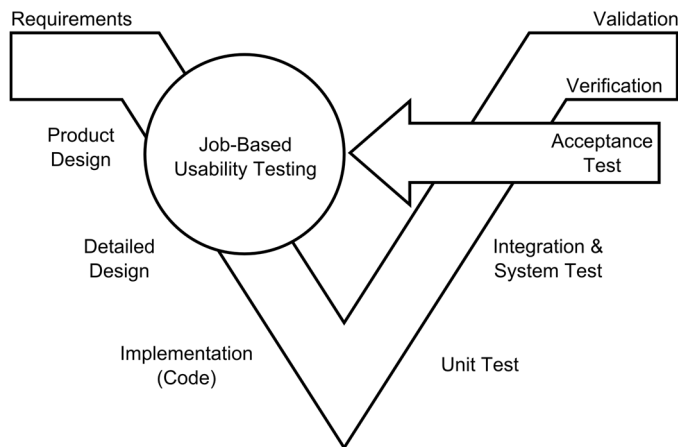 Requirements
Validation
Verification
Product
Design
Job-Based
Usability Testing
Acceptance
Test
Detailed
Design
Integration &
System Test
Implementation
(Code)
Unit Test